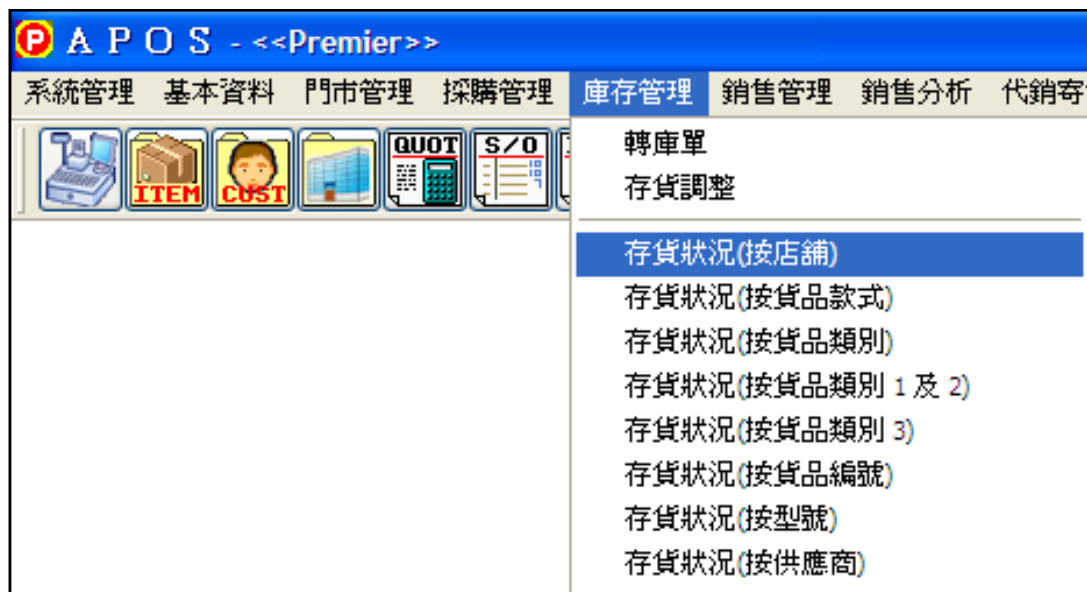 P A P O S - <<Premier>>
系統管理 基本資料 門市管理 採購管理 庫存管理 銷售管理 銷售分析 代銷寄
ITEM CUST QUOT S/O
轉庫單
存貨調整
存貨狀況(按店舖)
存貨狀況(按貨品款式)
存貨狀況(按貨品類別)
存貨狀況(按貨品類別 1 及 2)
存貨狀況(按貨品類別 3)
存貨狀況(按貨品編號)
存貨狀況(按型號)
存貨狀況(按供應商)